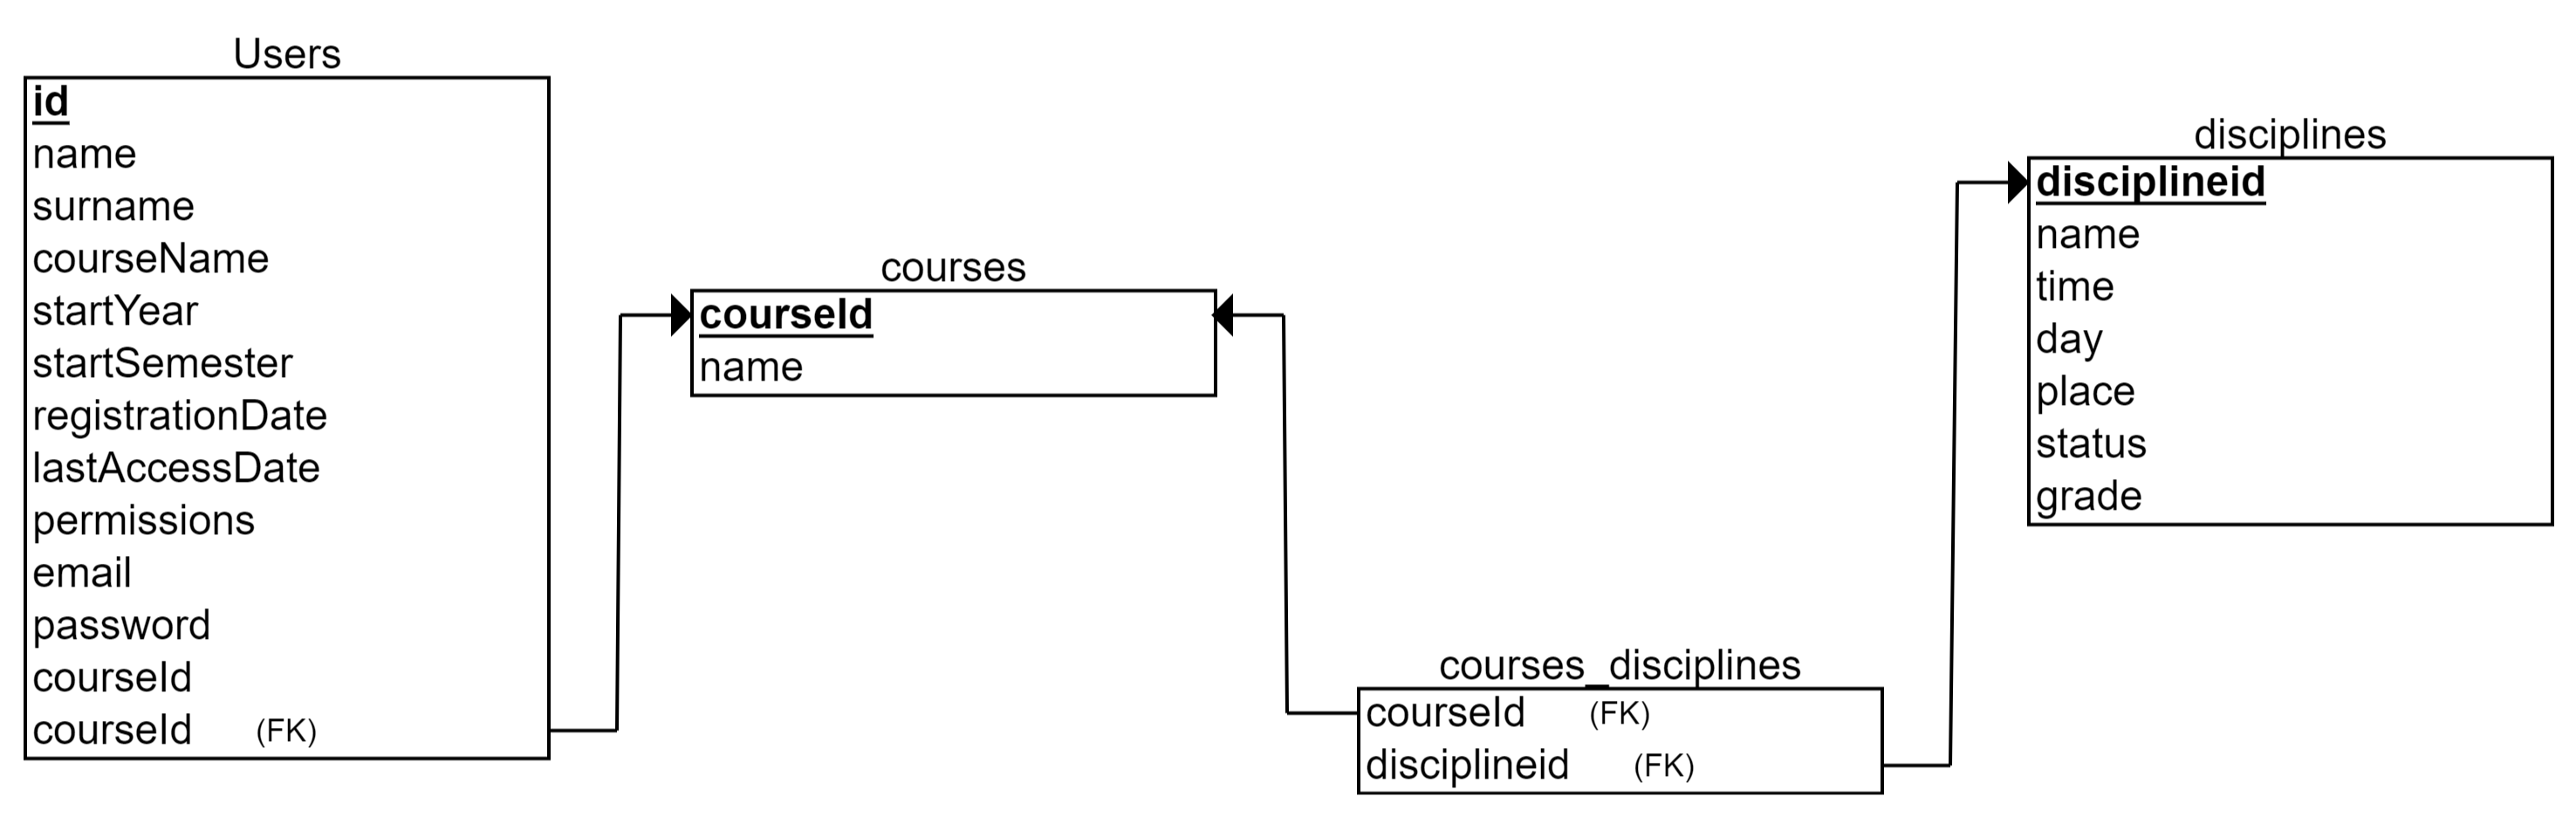 Users
id
name
surname
courseName
startYear
startSemester
registrationDate
lastAccessDate
permissions
email
password
courseId
courseId (FK)
courses
courseId
name
courses_disciplines
courseId (FK)
disciplineid (FK)
disciplines
disciplineid
name
time
day
place
status
grade